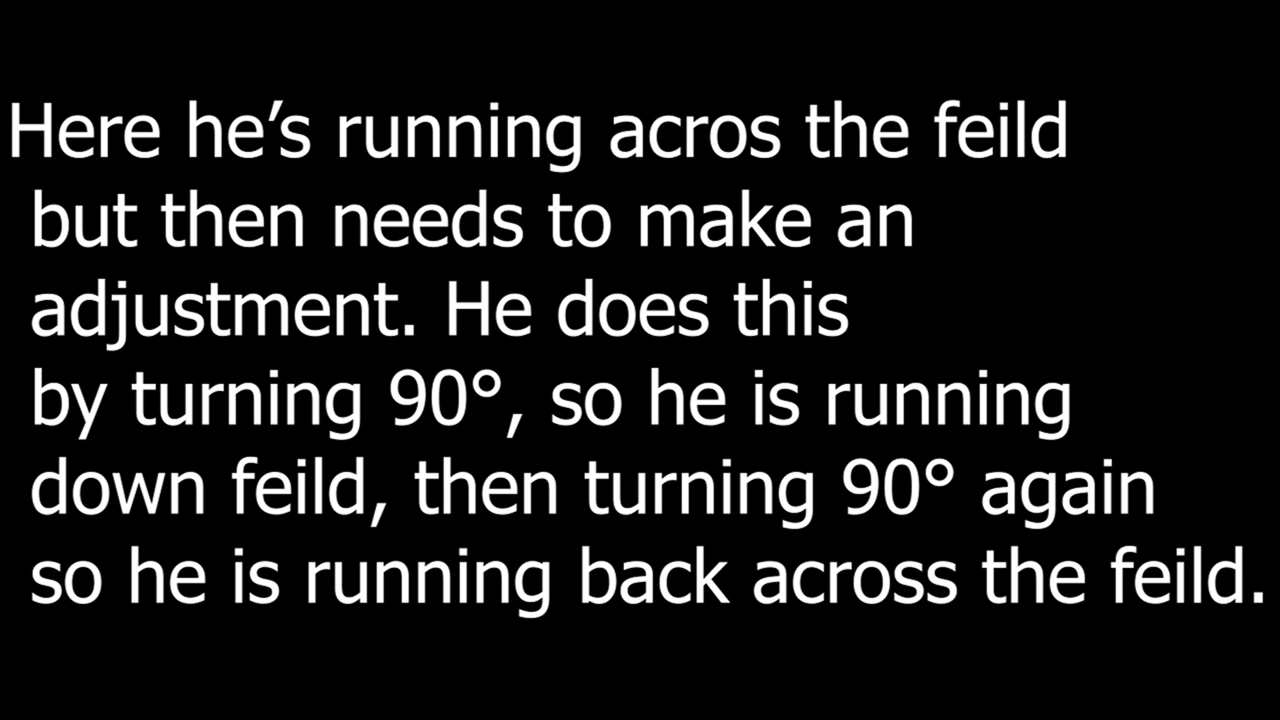 Here he’s running acros the feild
but then needs to make an
adjustment. He does this
by turning 90°, so he is running
down feild, then turning 90° again
so he is running back across the feild.